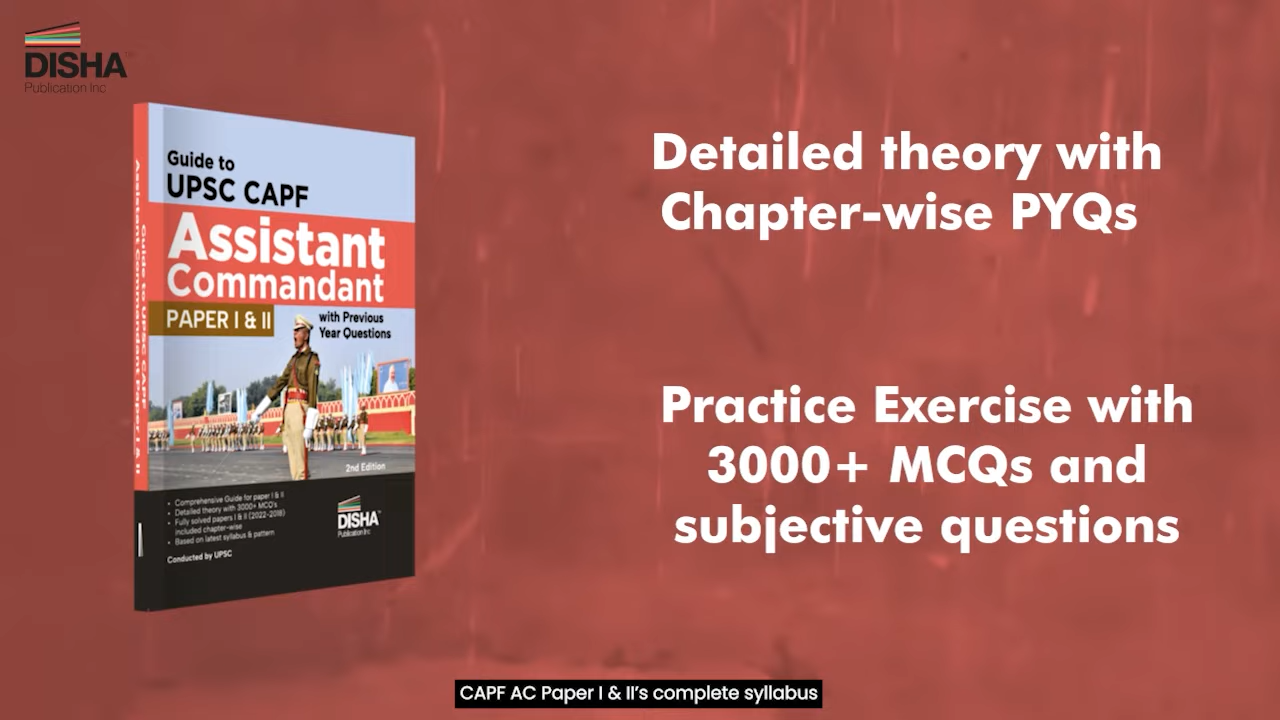 DISHA
Publication Inc
Guide to
UPSC CAPF
Assistant
Commandant
PAPER I & II
with Previous
Year Questions
2nd Edition
• Comprehensive Guide for paper I & II
• Detailed theory with 3000+ MCQ's
• Fully solved papers I & II (2022-2018)
included chapter-wise
• Based on latest syllabus & pattern
Conducted by UPSC
DISHA
Publication Inc
Guide to UPSC CAPF
Assistant Commandant Paper I & II
Detailed theory with
Chapter-wise PYQs
Practice Exercise with
3000+ MCQs and
subjective questions
CAPF AC Paper I & II's complete syllabus